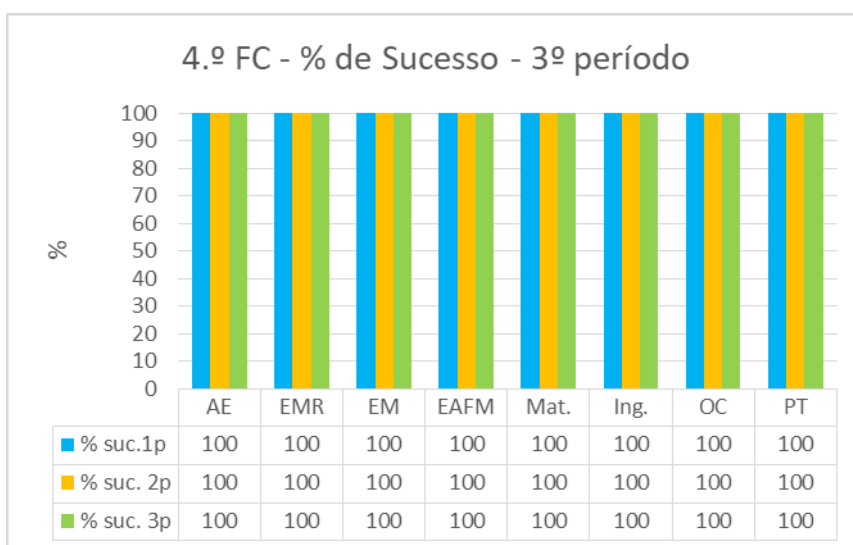 4.º FC - % de Sucesso - 3º período
%
100
90
80
70
60
50
40
30
20
10
0
AE EMR EM EAFM Mat. Ing. OC PT
% suc.1p 100 100 100 100 100 100 100 100
% suc. 2p 100 100 100 100 100 100 100 100
% suc. 3p 100 100 100 100 100 100 100 100